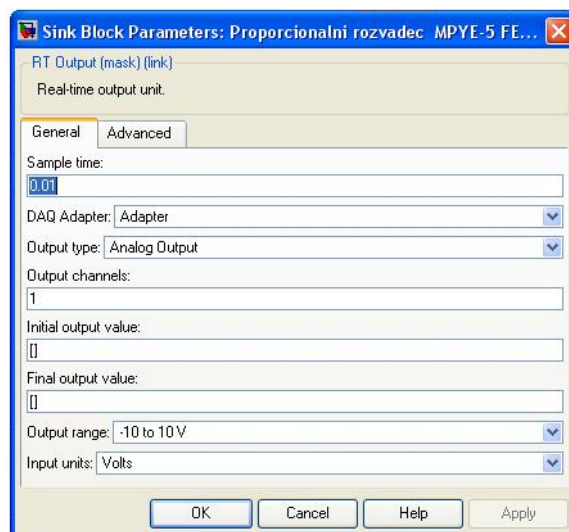 Sink Block Parameters: Proporcionalni rozvadec MPYE-5 FE...
RT Output (mask) (link)
Real-time output unit.
General Advanced
Sample time:
0.01
DAQ Adapter: Adapter
Output type: Analog Output
Output channels:
1
Initial output value:
[]
Final output value:
[]
Output range: -10 to 10 V
Input units: Volts
OK Cancel Help Apply